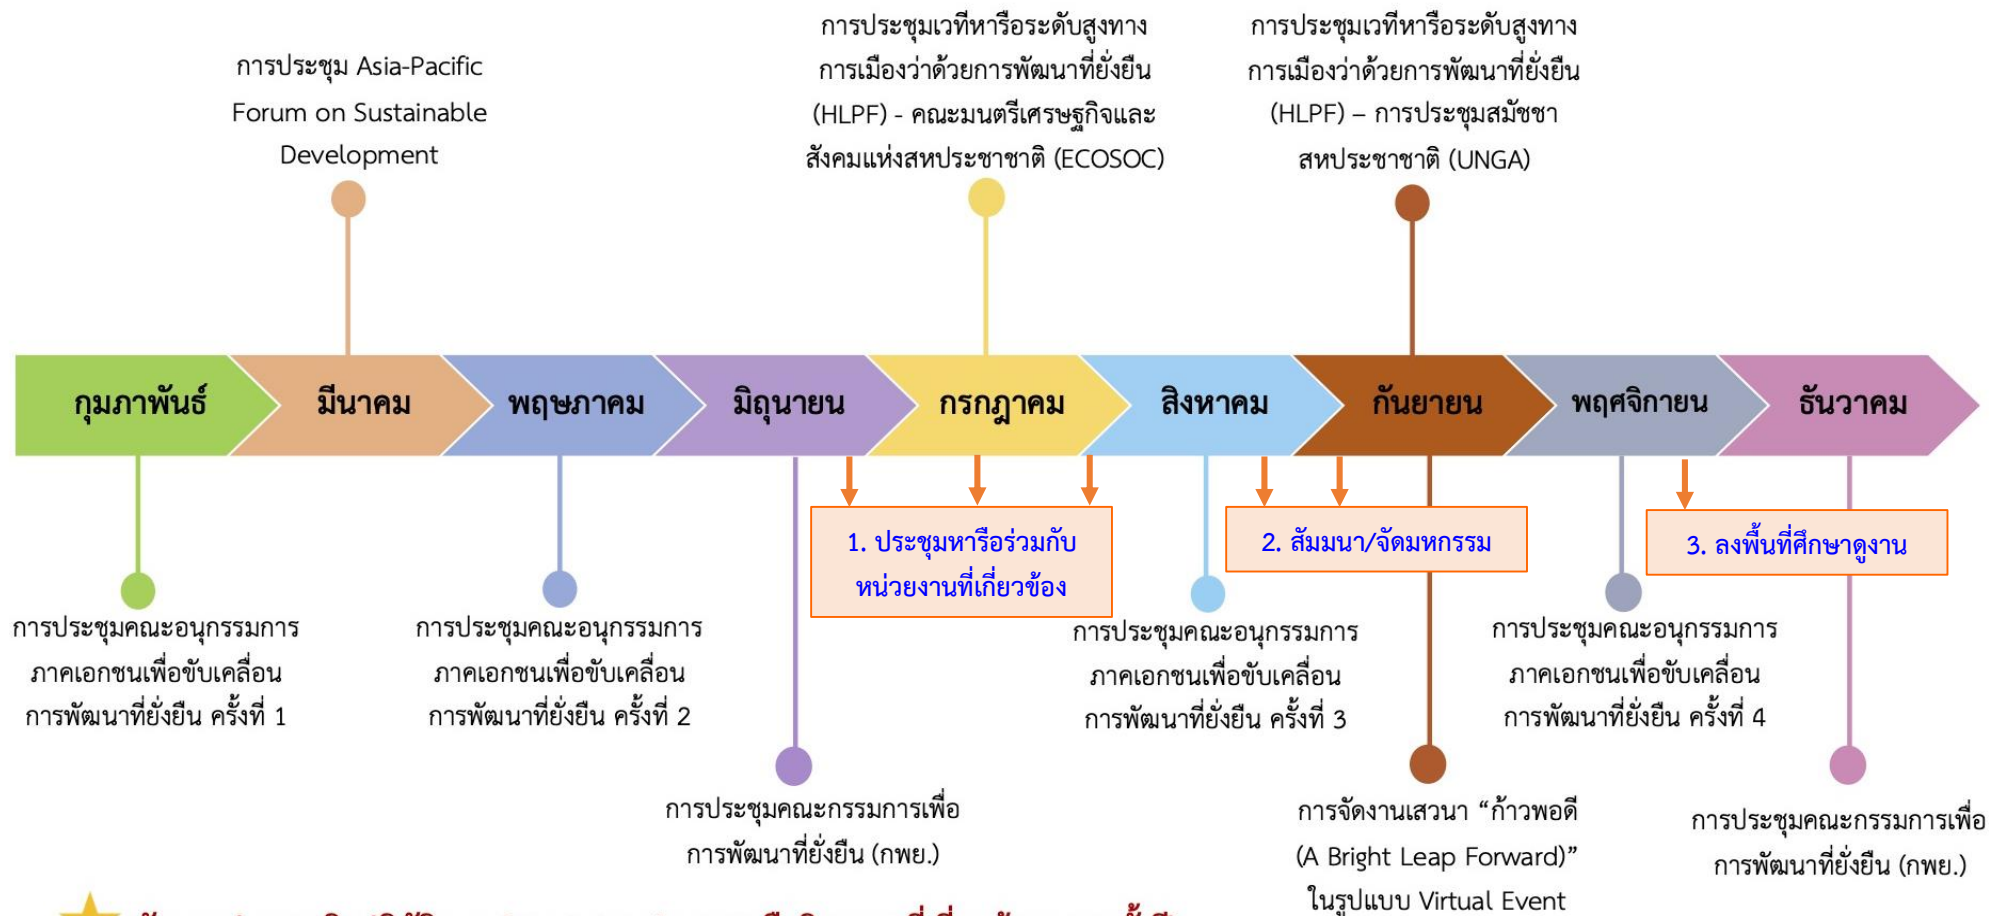 การประชุม Asia-Pacific
Forum on Sustainable
Development
การประชุมเวทีหารือระดับสูงทาง
การเมืองว่าด้วยการพัฒนาที่ยั่งยืน
(HLPF) - คณะมนตรีเศรษฐกิจและ
สังคมแห่งสหประชาชาติ (ECOSOC)
การประชุมเวทีหารือระดับสูงทาง
การเมืองว่าด้วยการพัฒนาที่ยั่งยืน
(HLPF) – การประชุมสมัชชา
สหประชาชาติ (UNGA)
กุมภาพันธ์
มีนาคม
พฤษภาคม
มิถุนายน
กรกฎาคม
สิงหาคม
กันยายน
พฤศจิกายน
ธันวาคม
1. ประชุมหารือร่วมกับ
หน่วยงานที่เกี่ยวข้อง
2. สัมมนา/จัดมหกรรม
3. ลงพื้นที่ศึกษาดูงาน
การประชุมคณะอนุกรรมการ
ภาคเอกชนเพื่อขับเคลื่อน
การพัฒนาที่ยั่งยืน ครั้งที่ 1
การประชุมคณะอนุกรรมการ
ภาคเอกชนเพื่อขับเคลื่อน
การพัฒนาที่ยั่งยืน ครั้งที่ 2
การประชุมคณะอนุกรรมการ
ภาคเอกชนเพื่อขับเคลื่อน
การพัฒนาที่ยั่งยืน ครั้งที่ 3
การประชุมคณะอนุกรรมการ
ภาคเอกชนเพื่อขับเคลื่อน
การพัฒนาที่ยั่งยืน ครั้งที่ 4
การประชุมคณะกรรมการเพื่อ
การพัฒนาที่ยั่งยืน (กพย.)
การจัดงานเสวนา “ก้าวพอดี
(A Bright Leap Forward)”
ในรูปแบบ Virtual Event
การประชุมคณะกรรมการเพื่อ
การพัฒนาที่ยั่งยืน (กพย.)